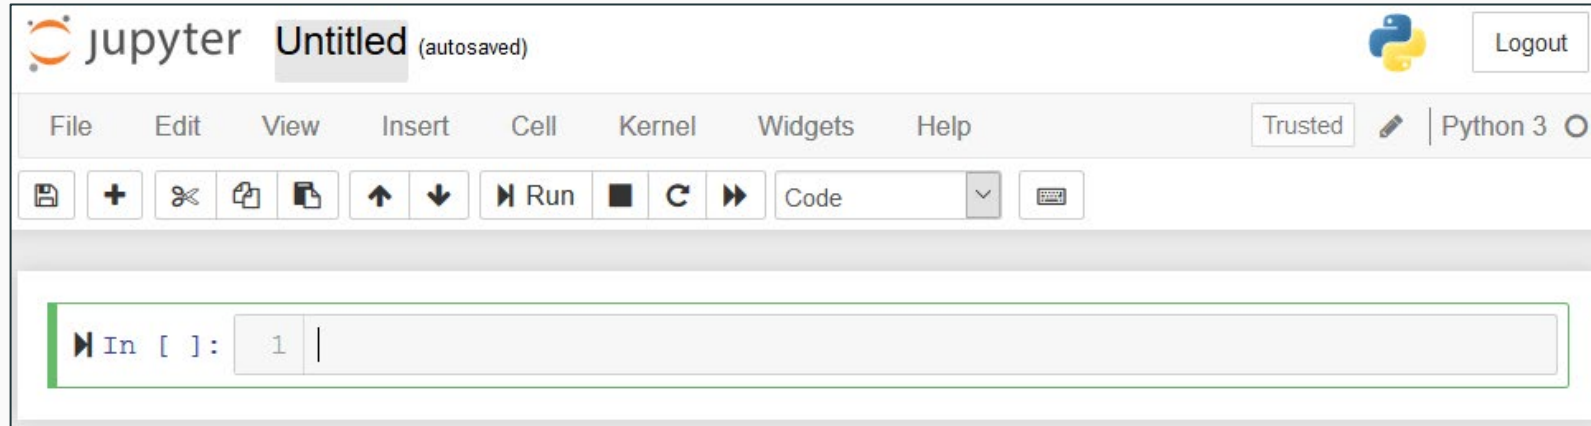 jupyter Untitled (autosaved) Logout
File Edit View Insert Cell Kernel Widgets Help Trusted Python 3
Run Code
In [ ]: 1